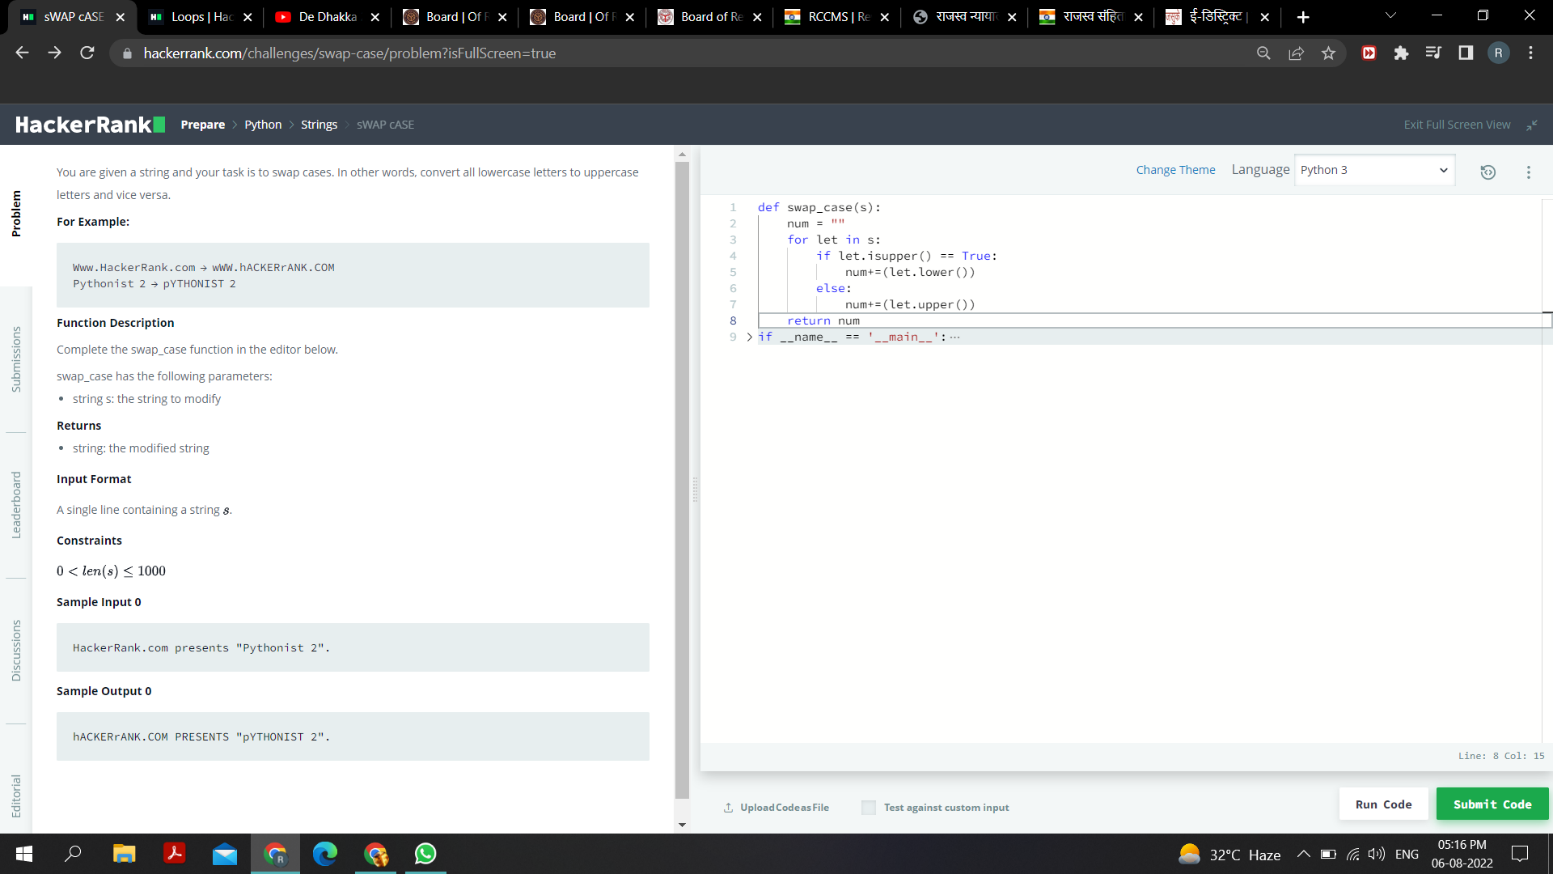 sWAP cASE
Loops | Hac
De Dhakka
Board | Of R
Board | Of R
Board of Re
RCCMS | Re
राजस्व न्याया
राजस्व संहित
ई-डिस्ट्रिक्ट |
hackerrank.com/challenges/swap-case/problem?isFullScreen=true
R
HackerRank
Prepare > Python > Strings > sWAP cASE
Exit Full Screen View
Problem
Submissions
Leaderboard
Discussions
Editorial
You are given a string and your task is to swap cases. In other words, convert all lowercase letters to uppercase
letters and vice versa.
For Example:
Www.HackerRank.com → wWW.hACKERrANK.COM
Pythonist 2 → pYTHONIST 2
Function Description
Complete the swap_case function in the editor below.
swap_case has the following parameters:
• string s: the string to modify
Returns
• string: the modified string
Input Format
A single line containing a string s.
Constraints
0 < len(s) ≤ 1000
Sample Input 0
HackerRank.com presents "Pythonist 2".
Sample Output 0
hACKERrANK.COM PRESENTS "pYTHONIST 2".
Change Theme Language Python 3
1 def swap_case(s):
2     num = ""
3     for let in s:
4         if let.isupper() == True:
5             num+=(let.lower())
6         else:
7             num+=(let.upper())
8     return num
9 > if __name__ == '__main__': ...
Line: 8 Col: 15
Upload Code as File
Test against custom input
Run Code
Submit Code
32°C Haze
ENG
05:16 PM
06-08-2022